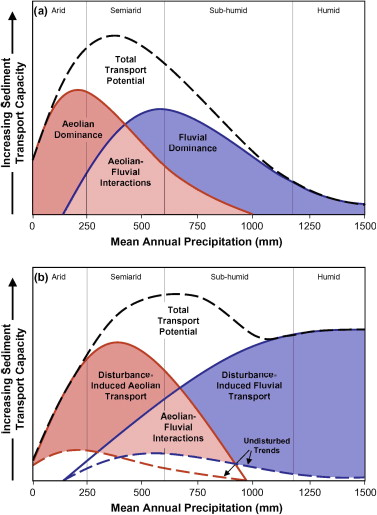 Arid Semiarid Sub-humid Humid
(a)
Total
Transport
Potential
Aeolian
Dominance
Fluvial
Dominance
Aeolian-
Fluvial
Interactions
Increasing Sediment
Transport Capacity
0 250 500 750 1000 1500
Mean Annual Precipitation (mm)
Arid Semiarid Sub-humid Humid
(b)
Total
Transport
Potential
Disturbance-
Induced Aeolian
Transport
Disturbance-
Induced Fluvial
Transport
Aeolian-
Fluvial
Interactions
Undisturbed
Trends
Increasing Sediment
Transport Capacity
0 250 500 750 1000 1500
Mean Annual Precipitation (mm)